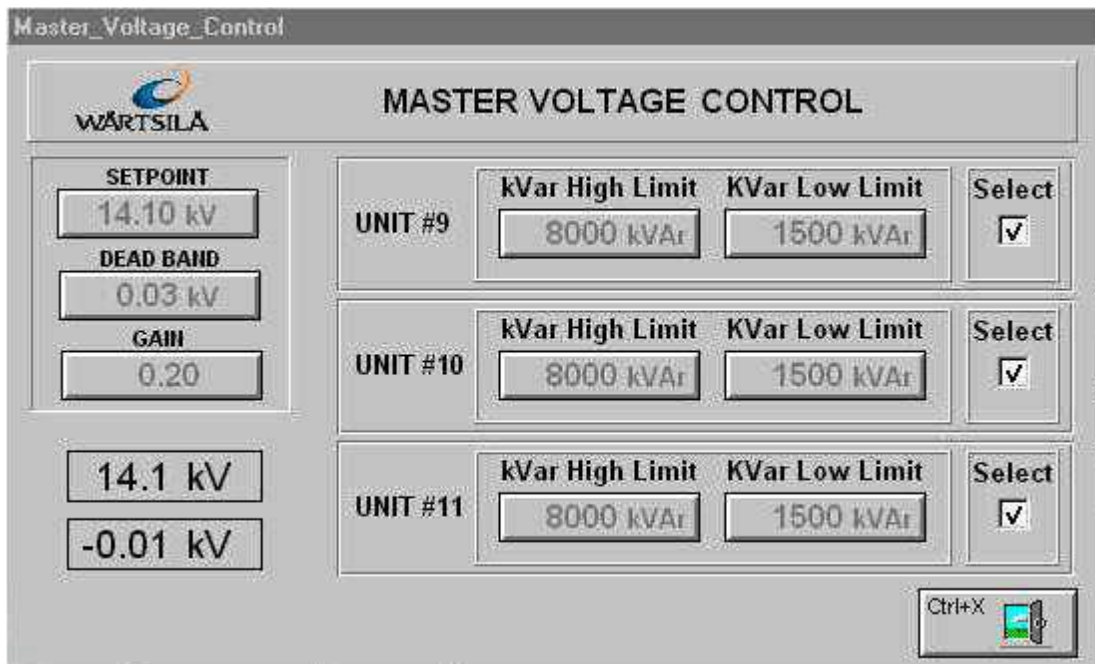 Master_Voltage_Control
WÄRTSILÄ
MASTER VOLTAGE CONTROL
SETPOINT
14.10 kV
DEAD BAND
0.03 kV
GAIN
0.20
14.1 kV
-0.01 kV
UNIT #9
kVar High Limit KVar Low Limit Select
8000 kVAr 1500 kVAr
UNIT #10
kVar High Limit KVar Low Limit Select
8000 kVAr 1500 kVAr
UNIT #11
kVar High Limit KVar Low Limit Select
8000 kVAr 1500 kVAr
Ctrl+X